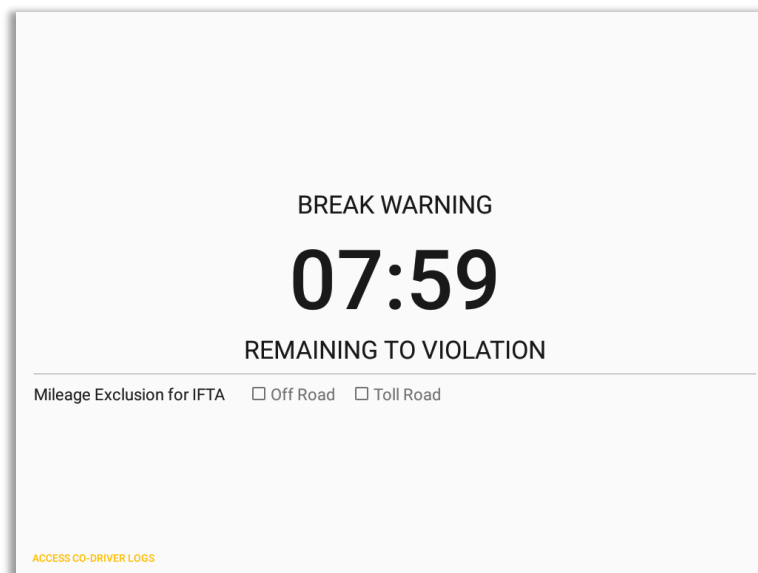 BREAK WARNING
07:59
REMAINING TO VIOLATION
Mileage Exclusion for IFTA Off Road Toll Road
ACCESS CO-DRIVER LOGS